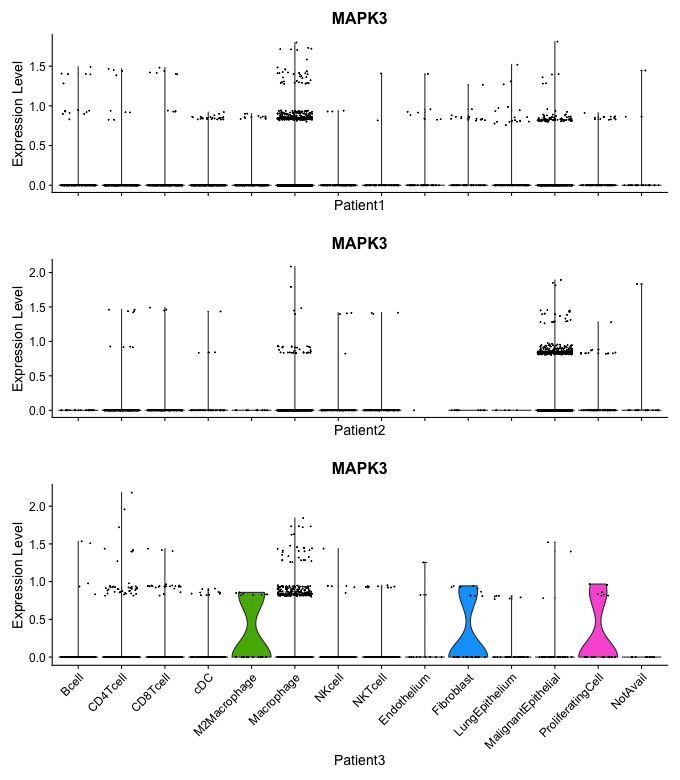 MAPK3
Expression Level
1.5
1.0
0.5
0.0
Patient1
MAPK3
Expression Level
2.0
1.5
1.0
0.5
0.0
Patient2
MAPK3
Expression Level
2.0
1.5
1.0
0.5
0.0
Bcell
CD4Tcell
CD8Tcell
cDC
M2Macrophage
Macrophage
NKcell
NKTcell
Endothelium
Fibroblast
LungEpithelium
MalignantEpithelial
ProliferatingCell
NotAvail
Patient3